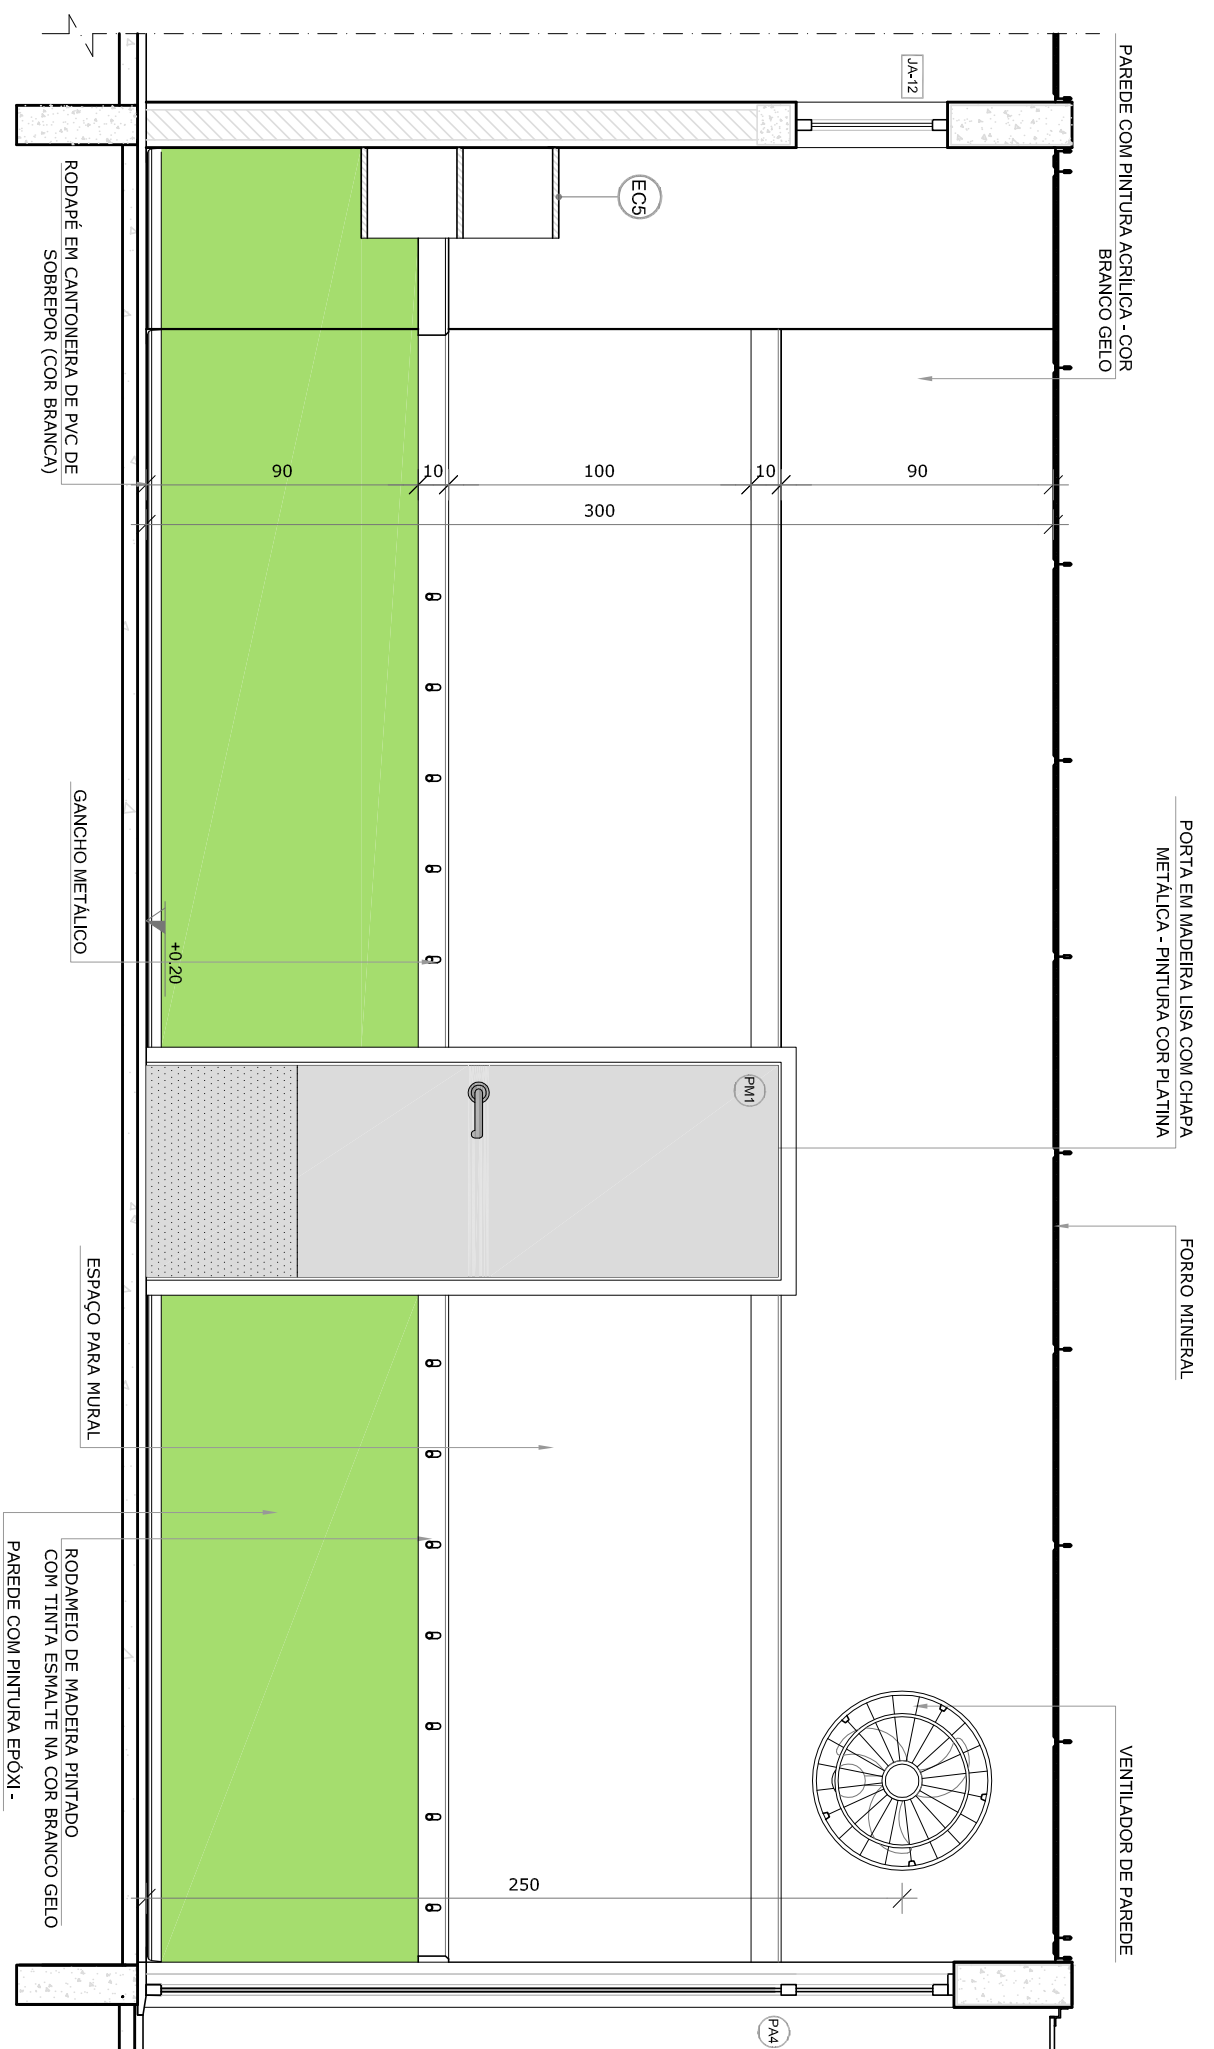 PAREDE COM PINTURA ACRÍLICA - COR
BRANCO GELO
PORTA EM MADEIRA LISA COM CHAPA
METÁLICA - PINTURA COR PLATINA
FORRO MINERAL
VENTILADOR DE PAREDE
JA-12
EC5
90
10
100
10
90
300
PM1
+0.20
250
PA4
RODAPÉ EM CANTONEIRA DE PVC DE
SOBREPOR (COR BRANCA)
GANCHO METÁLICO
ESPAÇO PARA MURAL
RODAMEIO DE MADEIRA PINTADO
COM TINTA ESMALTE NA COR BRANCO GELO
PAREDE COM PINTURA EPÓXI -